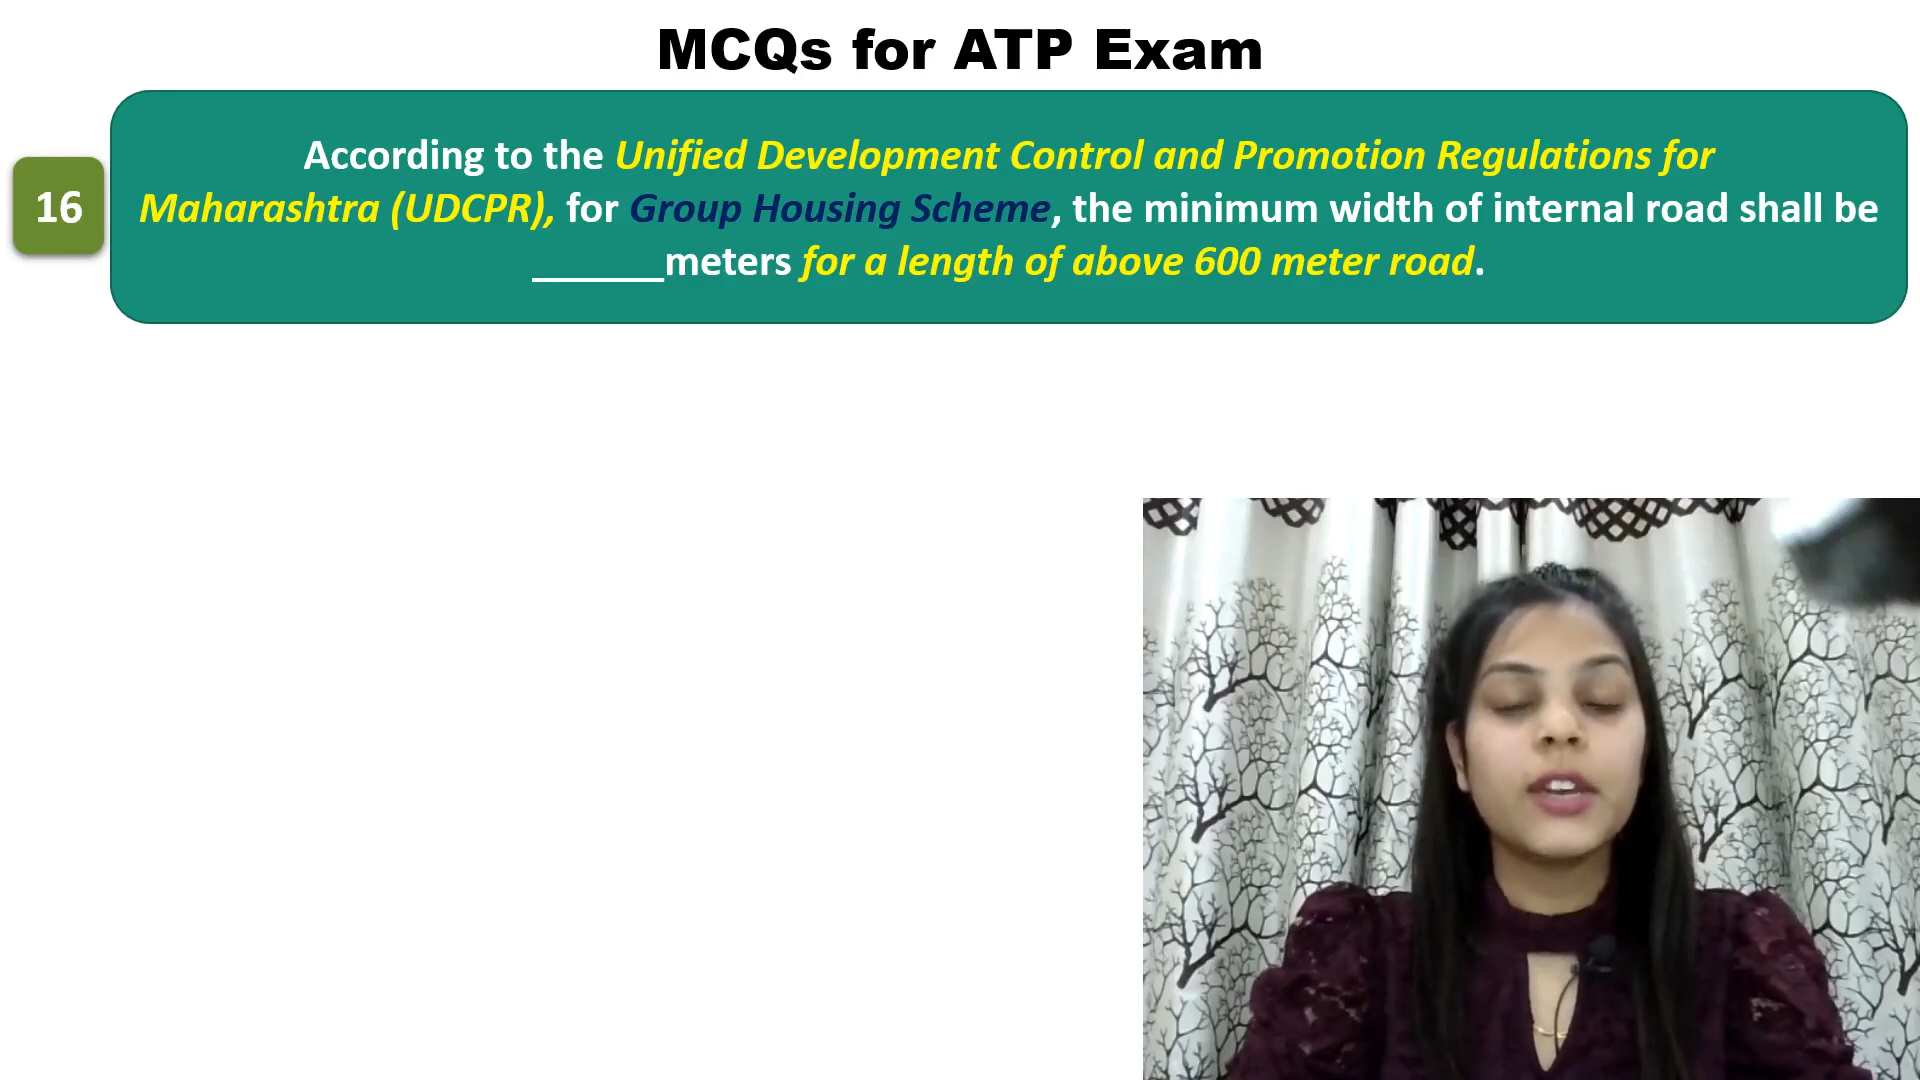 MCQs for ATP Exam
16
According to the Unified Development Control and Promotion Regulations for
Maharashtra (UDCPR), for Group Housing Scheme, the minimum width of internal road shall be
______meters for a length of above 600 meter road.